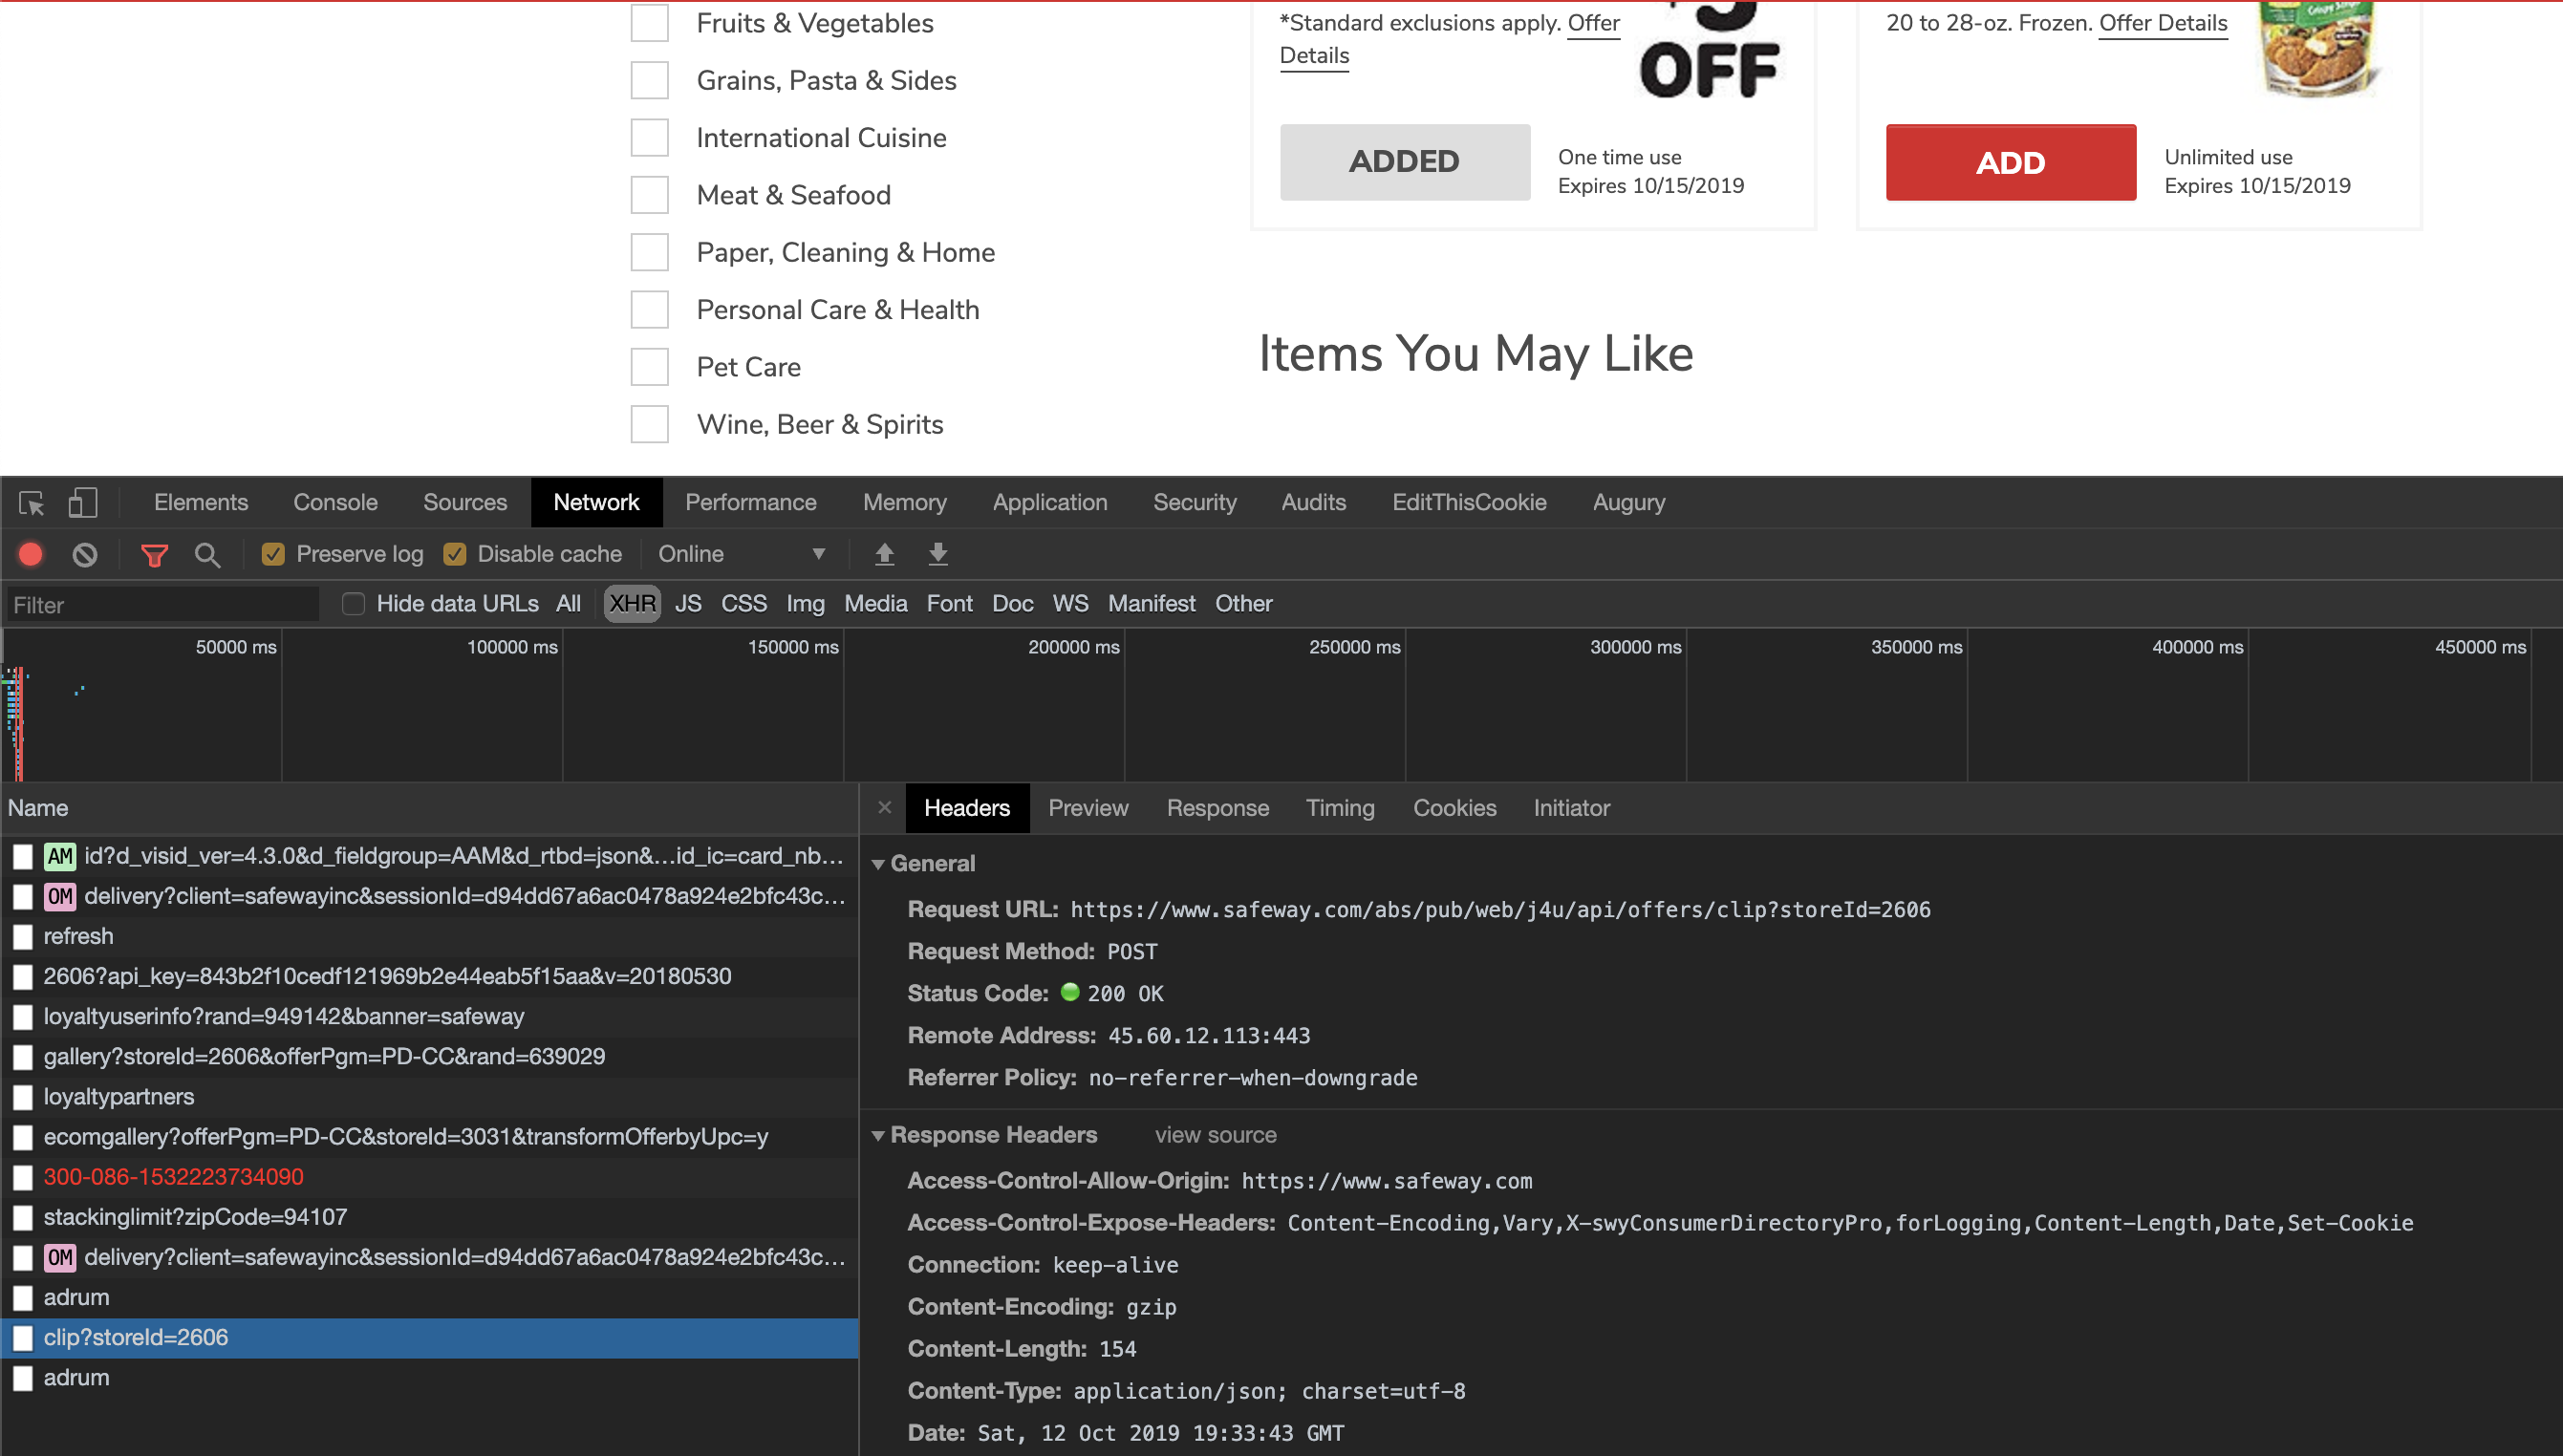 Fruits & Vegetables
Grains, Pasta & Sides
International Cuisine
Meat & Seafood
Paper, Cleaning & Home
Personal Care & Health
Pet Care
Wine, Beer & Spirits
*Standard exclusions apply. Offer
Details
OFF
ADDED
One time use
Expires 10/15/2019
20 to 28-oz. Frozen. Offer Details
ADD
Unlimited use
Expires 10/15/2019
Items You May Like
Elements Console Sources Network Performance Memory Application Security Audits EditThisCookie Augury
Preserve log Disable cache Online
Filter Hide data URLs All XHR JS CSS Img Media Font Doc WS Manifest Other
50000 ms 100000 ms 150000 ms 200000 ms 250000 ms 300000 ms 350000 ms 400000 ms 450000 ms
Name
AM id?d_visid_ver=4.3.0&d_fieldgroup=AAM&d_rtbd=json&...id_ic=card_nb...
OM delivery?client=safewayinc&sessionId=d94dd67a6ac0478a924e2bfc43c...
refresh
2606?api_key=843b2f10cedf121969b2e44eab5f15aa&v=20180530
loyaltyuserinfo?rand=949142&banner=safeway
gallery?storeId=2606&offerPgm=PD-CC&rand=639029
loyaltypartners
ecomgallery?offerPgm=PD-CC&storeId=3031&transformOfferbyUpc=y
300-086-1532223734090
stackinglimit?zipCode=94107
OM delivery?client=safewayinc&sessionId=d94dd67a6ac0478a924e2bfc43c...
adrum
clip?storeId=2606
adrum
Headers Preview Response Timing Cookies Initiator
General
Request URL: https://www.safeway.com/abs/pub/web/j4u/api/offers/clip?storeId=2606
Request Method: POST
Status Code: 200 OK
Remote Address: 45.60.12.113:443
Referrer Policy: no-referrer-when-downgrade
Response Headers view source
Access-Control-Allow-Origin: https://www.safeway.com
Access-Control-Expose-Headers: Content-Encoding,Vary,X-swyConsumerDirectoryPro,forLogging,Content-Length,Date,Set-Cookie
Connection: keep-alive
Content-Encoding: gzip
Content-Length: 154
Content-Type: application/json; charset=utf-8
Date: Sat, 12 Oct 2019 19:33:43 GMT